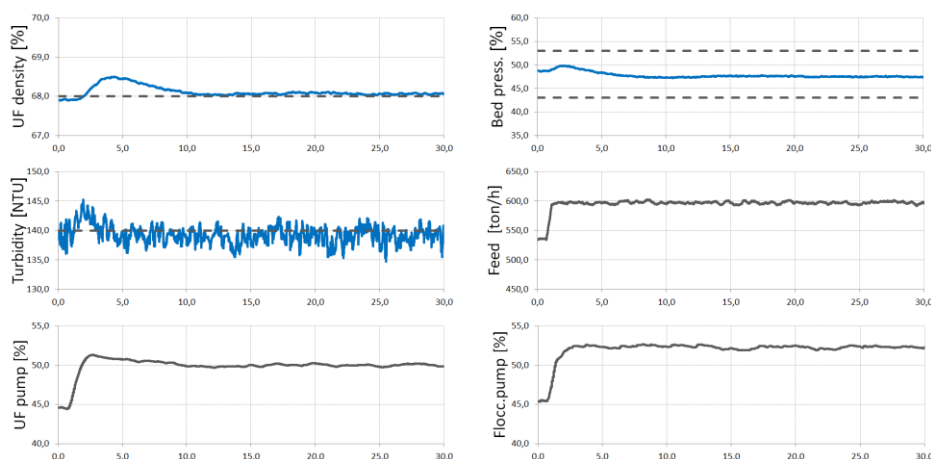 UF density [%]
70,0
69,0
68,0
67,0
0,0 5,0 10,0 15,0 20,0 25,0 30,0
Bed press. [%]
60,0
55,0
50,0
45,0
40,0
35,0
0,0 5,0 10,0 15,0 20,0 25,0 30,0
Turbidity [NTU]
150,0
145,0
140,0
135,0
130,0
0,0 5,0 10,0 15,0 20,0 25,0 30,0
Feed [ton/h]
650,0
600,0
550,0
500,0
450,0
0,0 5,0 10,0 15,0 20,0 25,0 30,0
UF pump [%]
55,0
50,0
45,0
40,0
0,0 5,0 10,0 15,0 20,0 25,0 30,0
Flocc.pump [%]
55,0
50,0
45,0
40,0
0,0 5,0 10,0 15,0 20,0 25,0 30,0